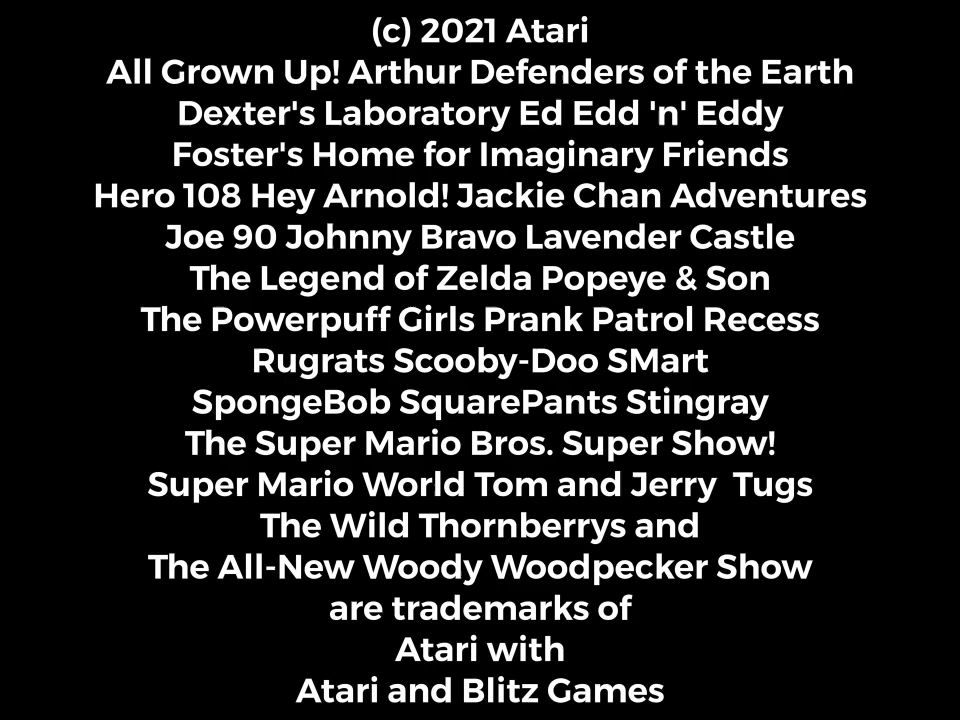 (c) 2021 Atari
All Grown Up! Arthur Defenders of the Earth
Dexter's Laboratory Ed Edd 'n' Eddy
Foster's Home for Imaginary Friends
Hero 108 Hey Arnold! Jackie Chan Adventures
Joe 90 Johnny Bravo Lavender Castle
The Legend of Zelda Popeye & Son
The Powerpuff Girls Prank Patrol Recess
Rugrats Scooby-Doo SMart
SpongeBob SquarePants Stingray
The Super Mario Bros. Super Show!
Super Mario World Tom and Jerry  Tugs
The Wild Thornberrys and
The All-New Woody Woodpecker Show
are trademarks of
Atari with
Atari and Blitz Games